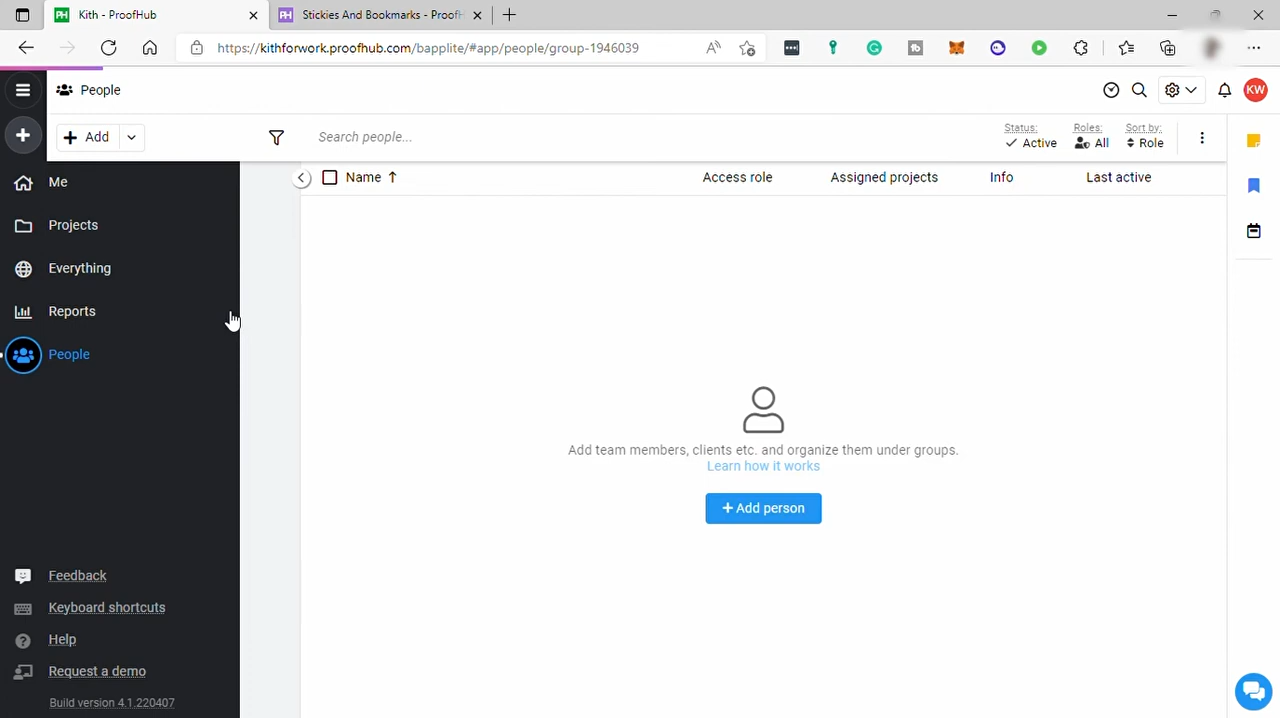 Kith - ProofHub
Stickies And Bookmarks - ProofH
https://kithforwork.proofhub.com/bapplite/#app/people/group-1946039
People
KW
Add
Search people...
Status:
Active
Roles:
All
Sort by:
Role
Me
Projects
Everything
Reports
People
Name
Access role
Assigned projects
Info
Last active
Add team members, clients etc. and organize them under groups.
Learn how it works
+ Add person
Feedback
Keyboard shortcuts
Help
Request a demo
Build version 4.1.220407